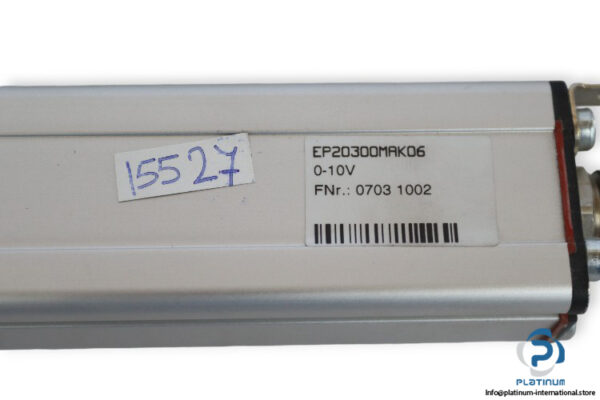 15527
EP20300MAK06
0-10V
FNr.: 0703 1002
PLATINUM
Info@platinum-international.store